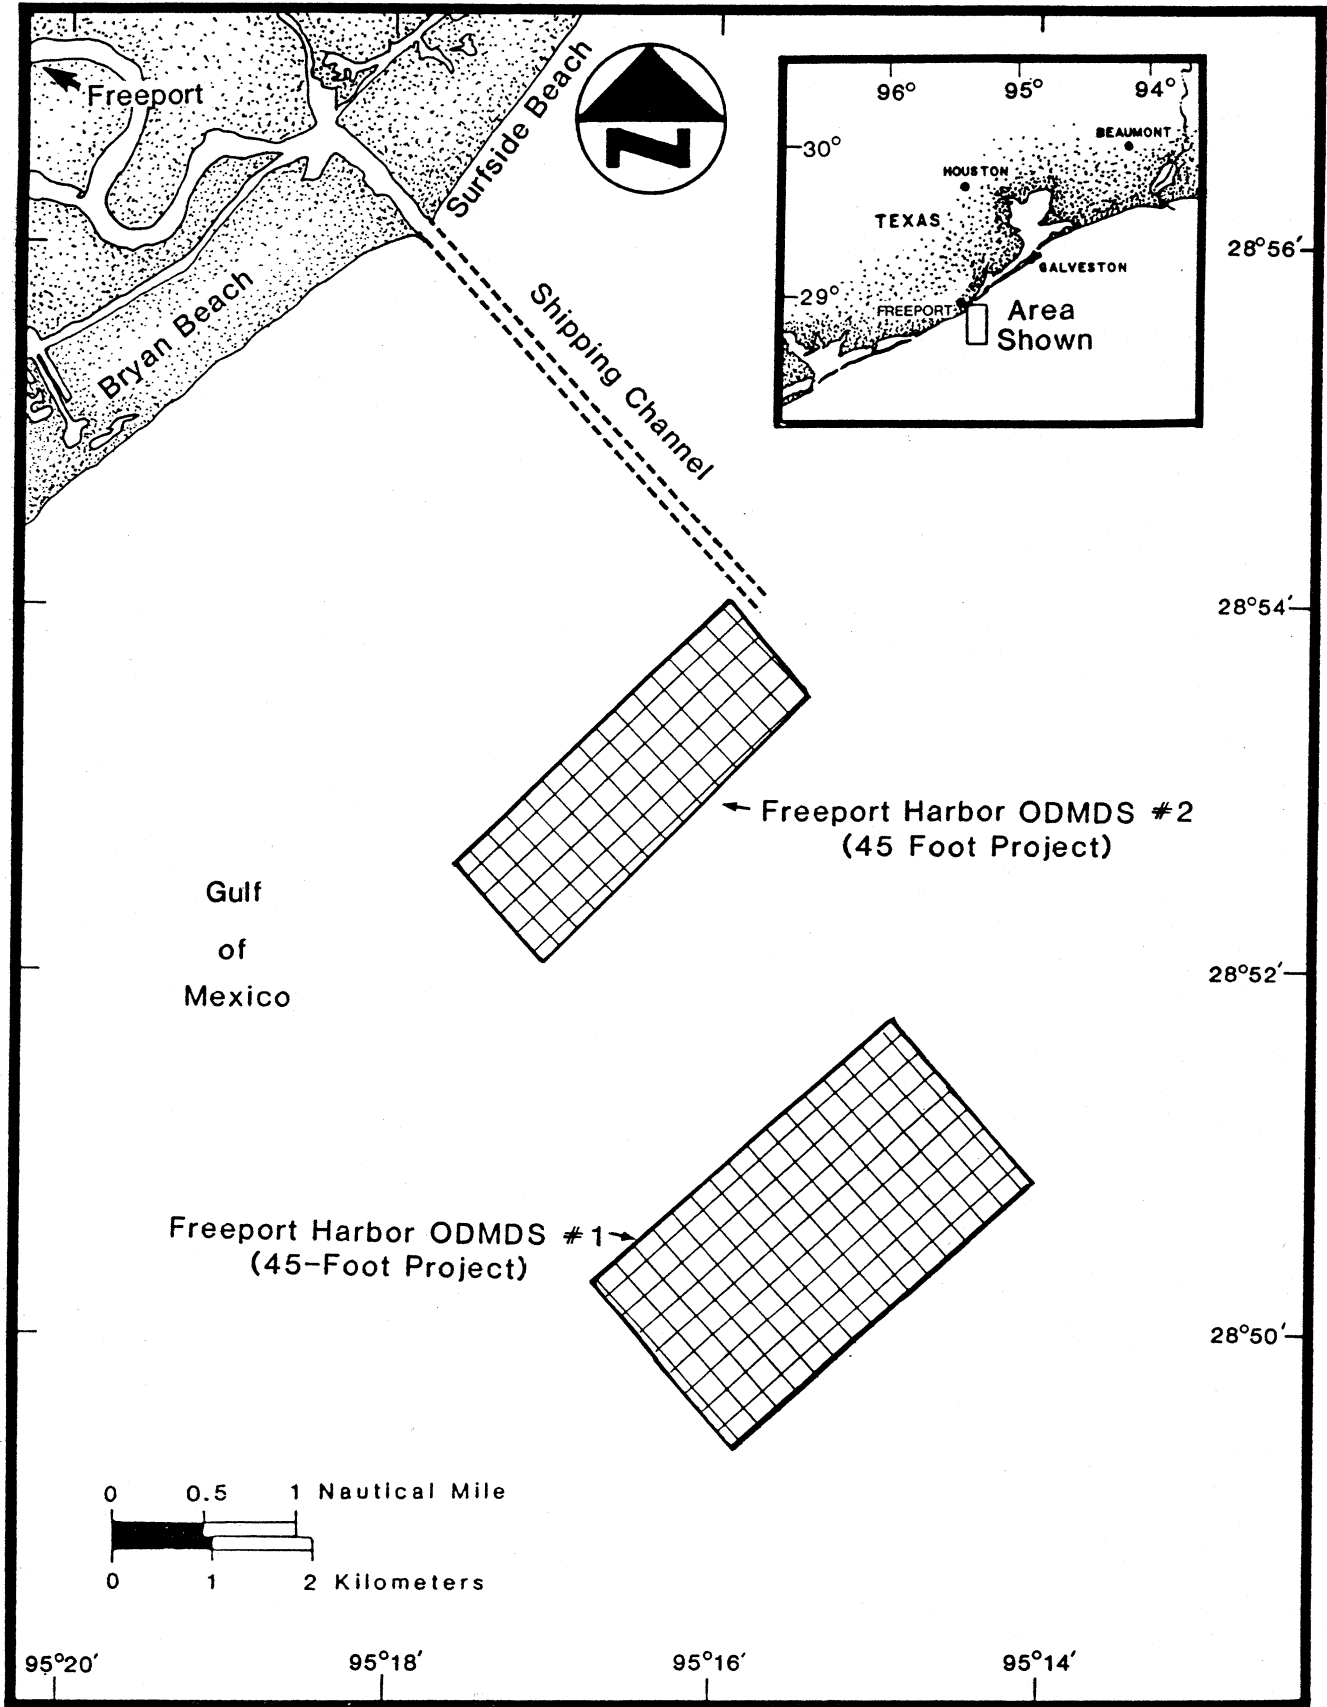 Freeport
Surfside Beach
N
96° 95° 94°
BEAUMONT
30°
HOUSTON
TEXAS
GALVESTON
29°
FREEPORT
Area
Shown
28°56′
Bryan Beach
Shipping Channel
28°54′
Freeport Harbor ODMDS #2
(45 Foot Project)
Gulf
of
Mexico
28°52′
Freeport Harbor ODMDS #1
(45-Foot Project)
28°50′
0 0.5 1 Nautical Mile
0 1 2 Kilometers
95°20′ 95°18′ 95°16′ 95°14′